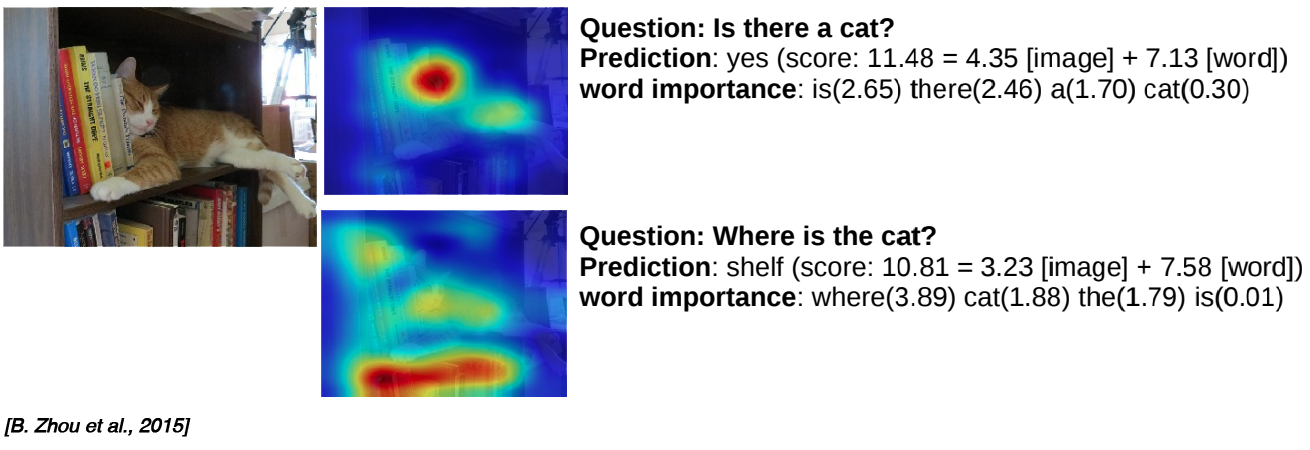 Question: Is there a cat?
Prediction: yes (score: 11.48 = 4.35 [image] + 7.13 [word])
word importance: is(2.65) there(2.46) a(1.70) cat(0.30)
Question: Where is the cat?
Prediction: shelf (score: 10.81 = 3.23 [image] + 7.58 [word])
word importance: where(3.89) cat(1.88) the(1.79) is(0.01)
[B. Zhou et al., 2015]